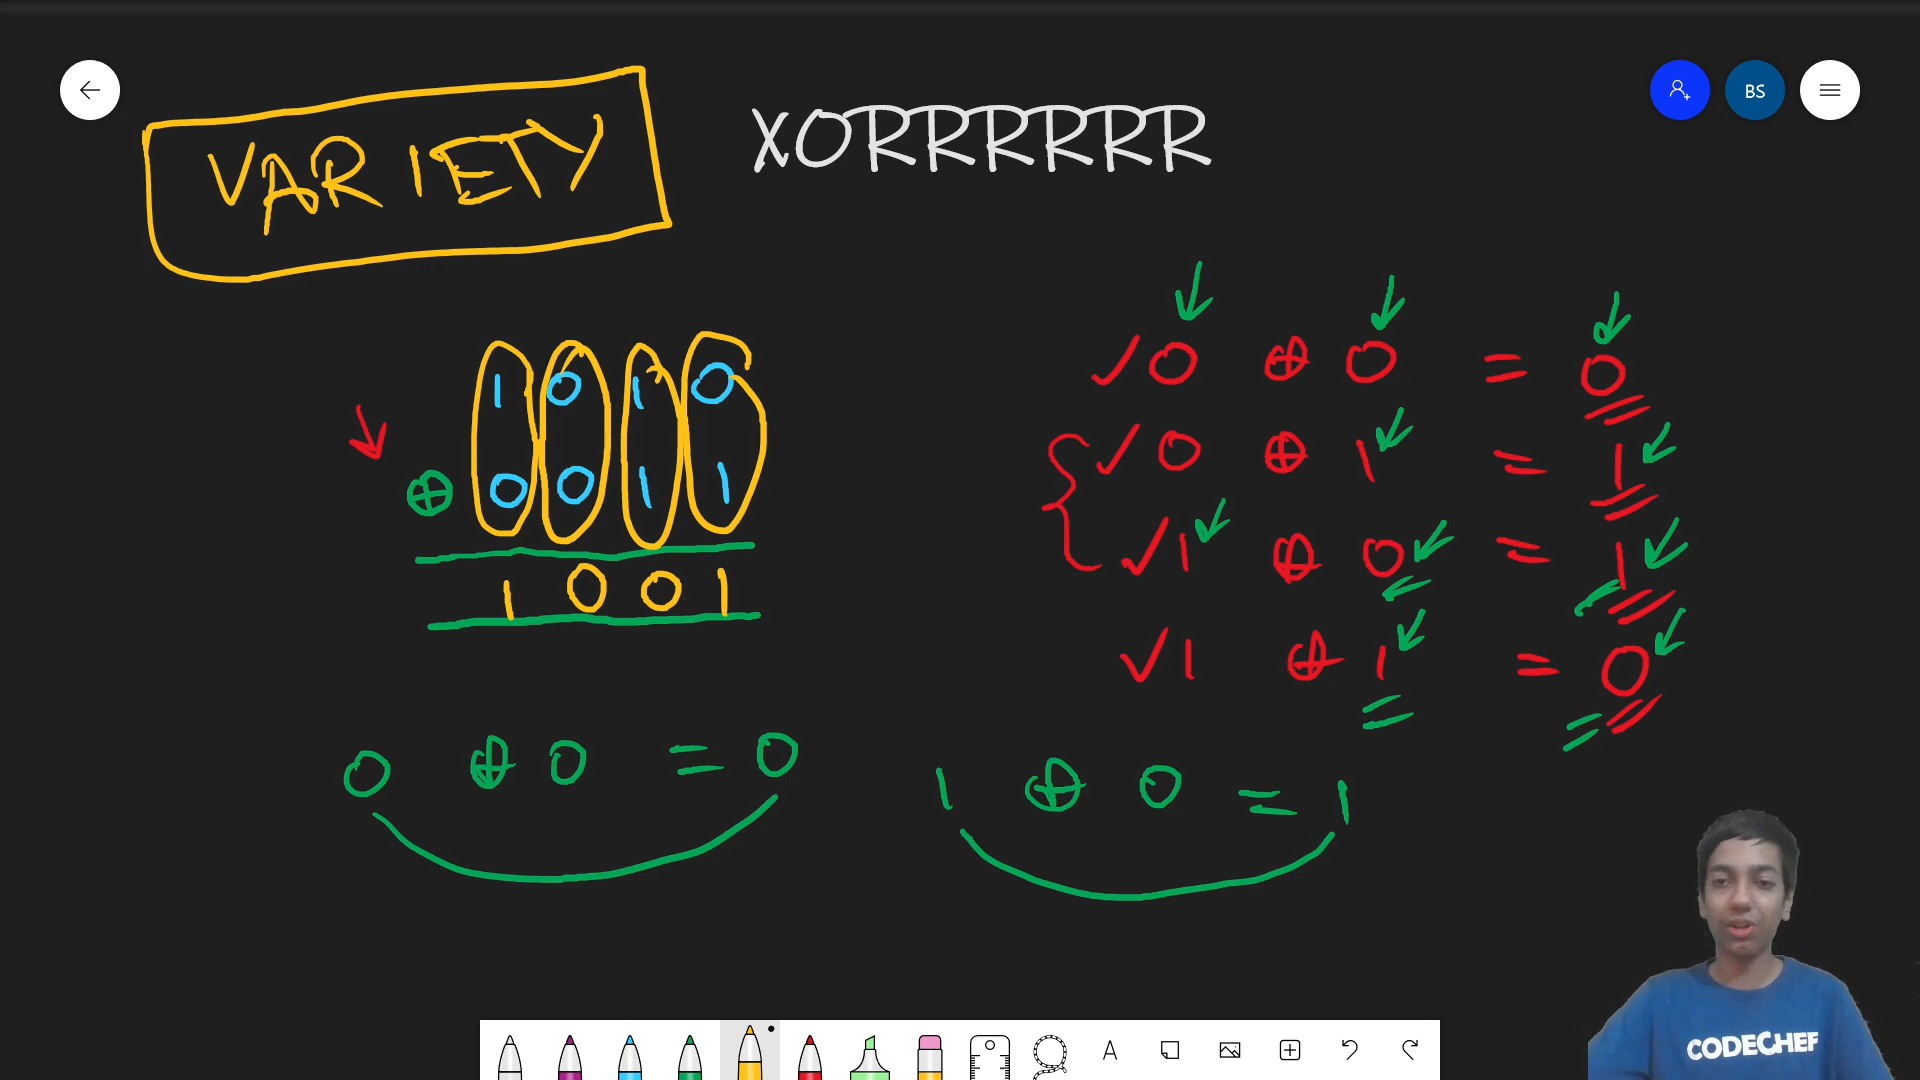 VARIETY
XORRRRRR
BS
1 0 1 0
⊕ 0 0 1 1
1 0 0 1
✓ 0 ⊕ 0 = 0
✓ 0 ⊕ 1 = 1
✓ 1 ⊕ 0 = 1
✓ 1 ⊕ 1 = 0
0 ⊕ 0 = 0
1 ⊕ 0 = 1
CODECHEF
A